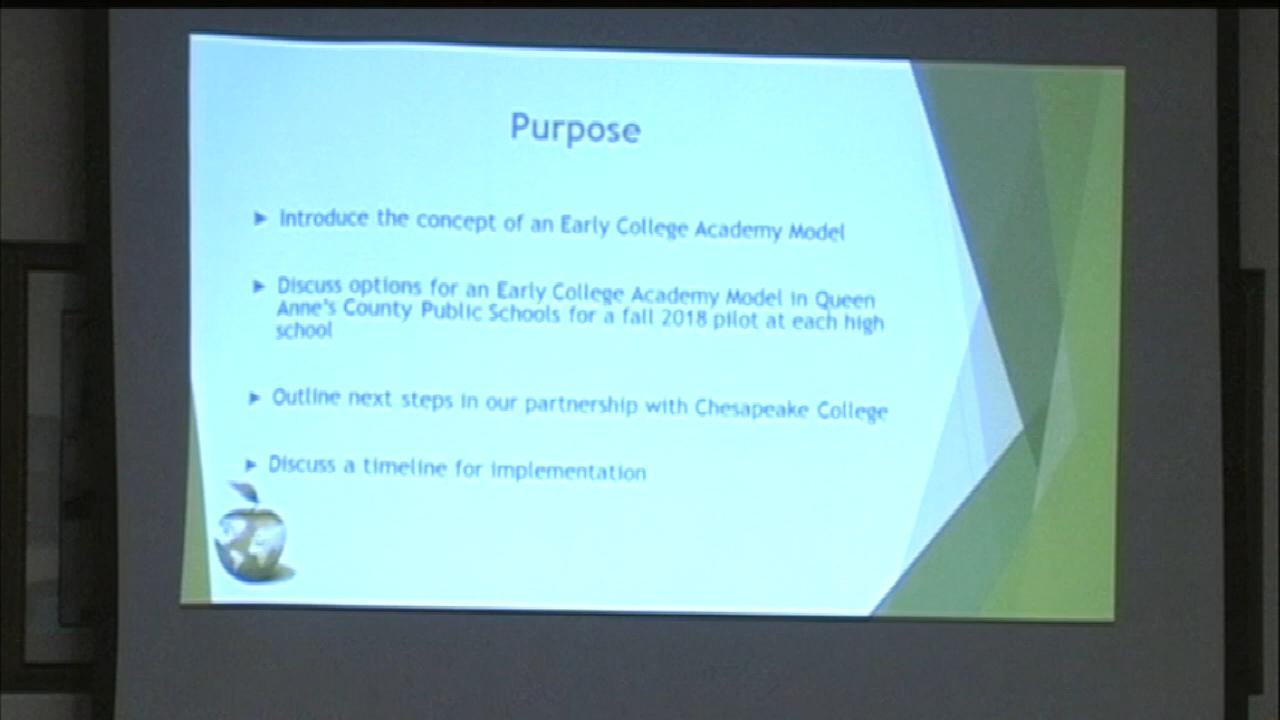 Purpose
Introduce the concept of an Early College Academy Model
Discuss options for an Early College Academy Model in Queen
Anne's County Public Schools for a fall 2018 pilot at each high
school
Outline next steps in our partnership with Chesapeake College
Discuss a timeline for implementation